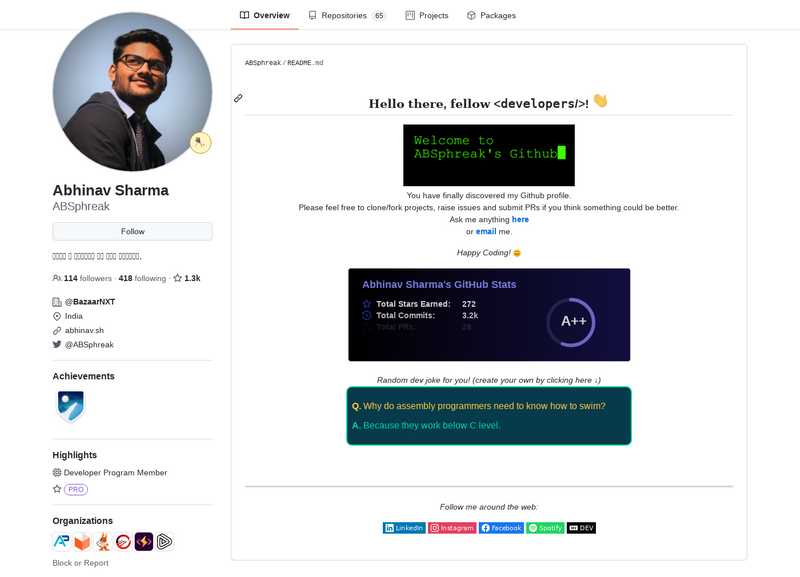 Overview
Repositories 65
Projects
Packages
ABSphreak / README.md
Hello there, fellow <developers/>! 👋
Welcome to
ABSphreak's Github
You have finally discovered my Github profile.
Please feel free to clone/fork projects, raise issues and submit PRs if you think something could be better.
Ask me anything here
or email me.
Happy Coding! 😊
Abhinav Sharma's GitHub Stats
Total Stars Earned: 272
Total Commits: 3.2k
Total PRs: 28
A++
Random dev joke for you! (create your own by clicking here ↓)
Q. Why do assembly programmers need to know how to swim?
A. Because they work below C level.
Follow me around the web:
LinkedIn
Instagram
Facebook
Spotify
DEV
Abhinav Sharma
ABSphreak
Follow
114 followers · 418 following · 1.3k
@BazaarNXT
India
abhinav.sh
@ABSphreak
Achievements
Highlights
Developer Program Member
PRO
Organizations
Block or Report